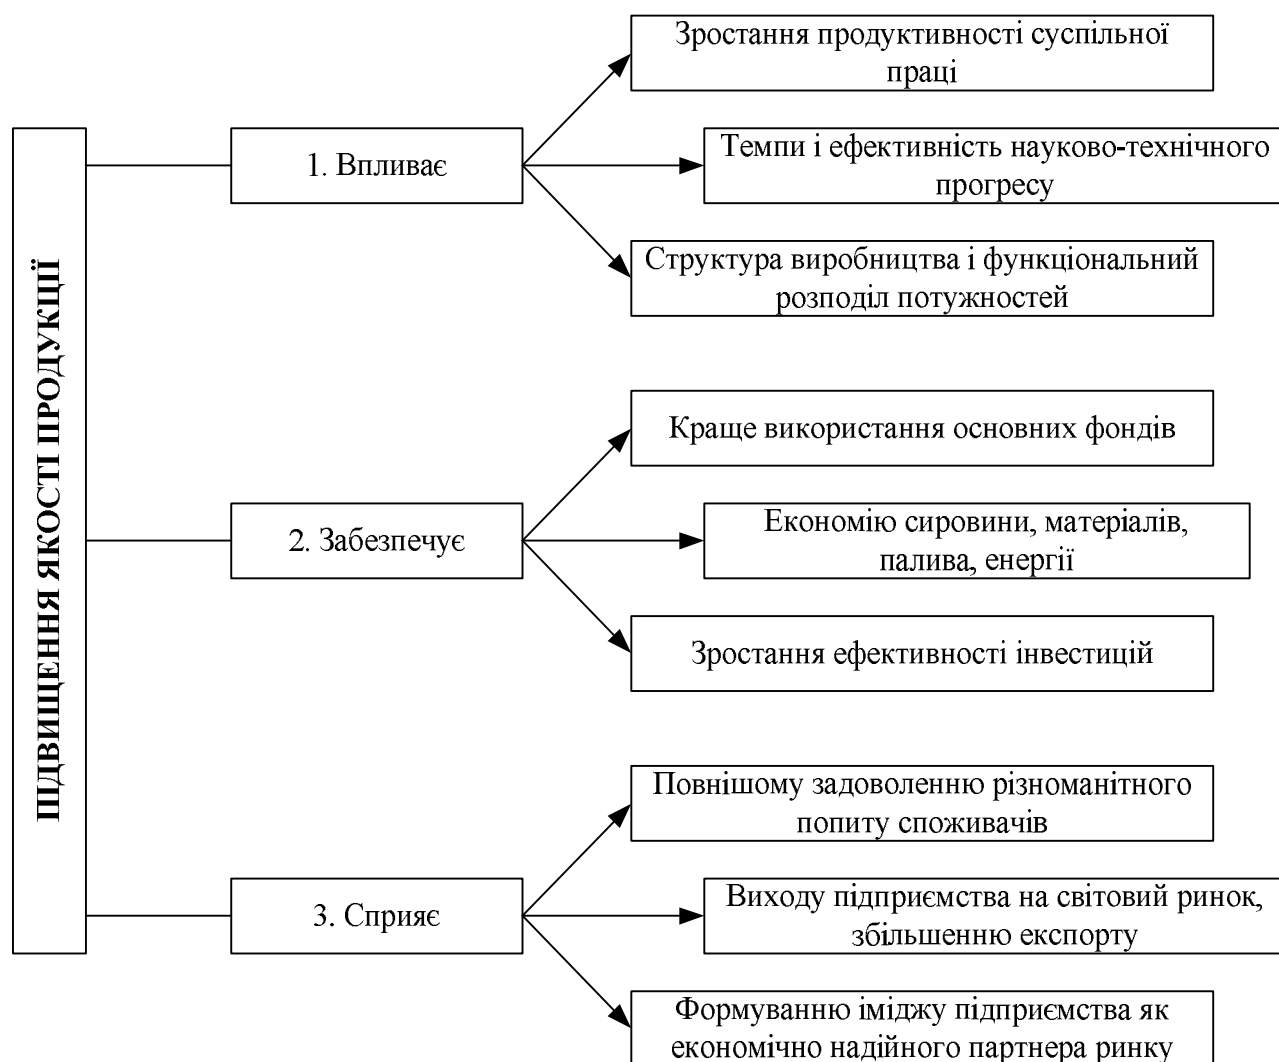 ПІДВИЩЕННЯ ЯКОСТІ ПРОДУКЦІЇ
1. Впливає
Зростання продуктивності суспільної
праці
Темпи і ефективність науково-технічного
прогресу
Структура виробництва і функціональний
розподіл потужностей
2. Забезпечує
Краще використання основних фондів
Економію сировини, матеріалів,
палива, енергії
Зростання ефективності інвестицій
3. Сприяє
Повнішому задоволенню різноманітного
попиту споживачів
Виходу підприємства на світовий ринок,
збільшенню експорту
Формуванню іміджу підприємства як
економічно надійного партнера ринку